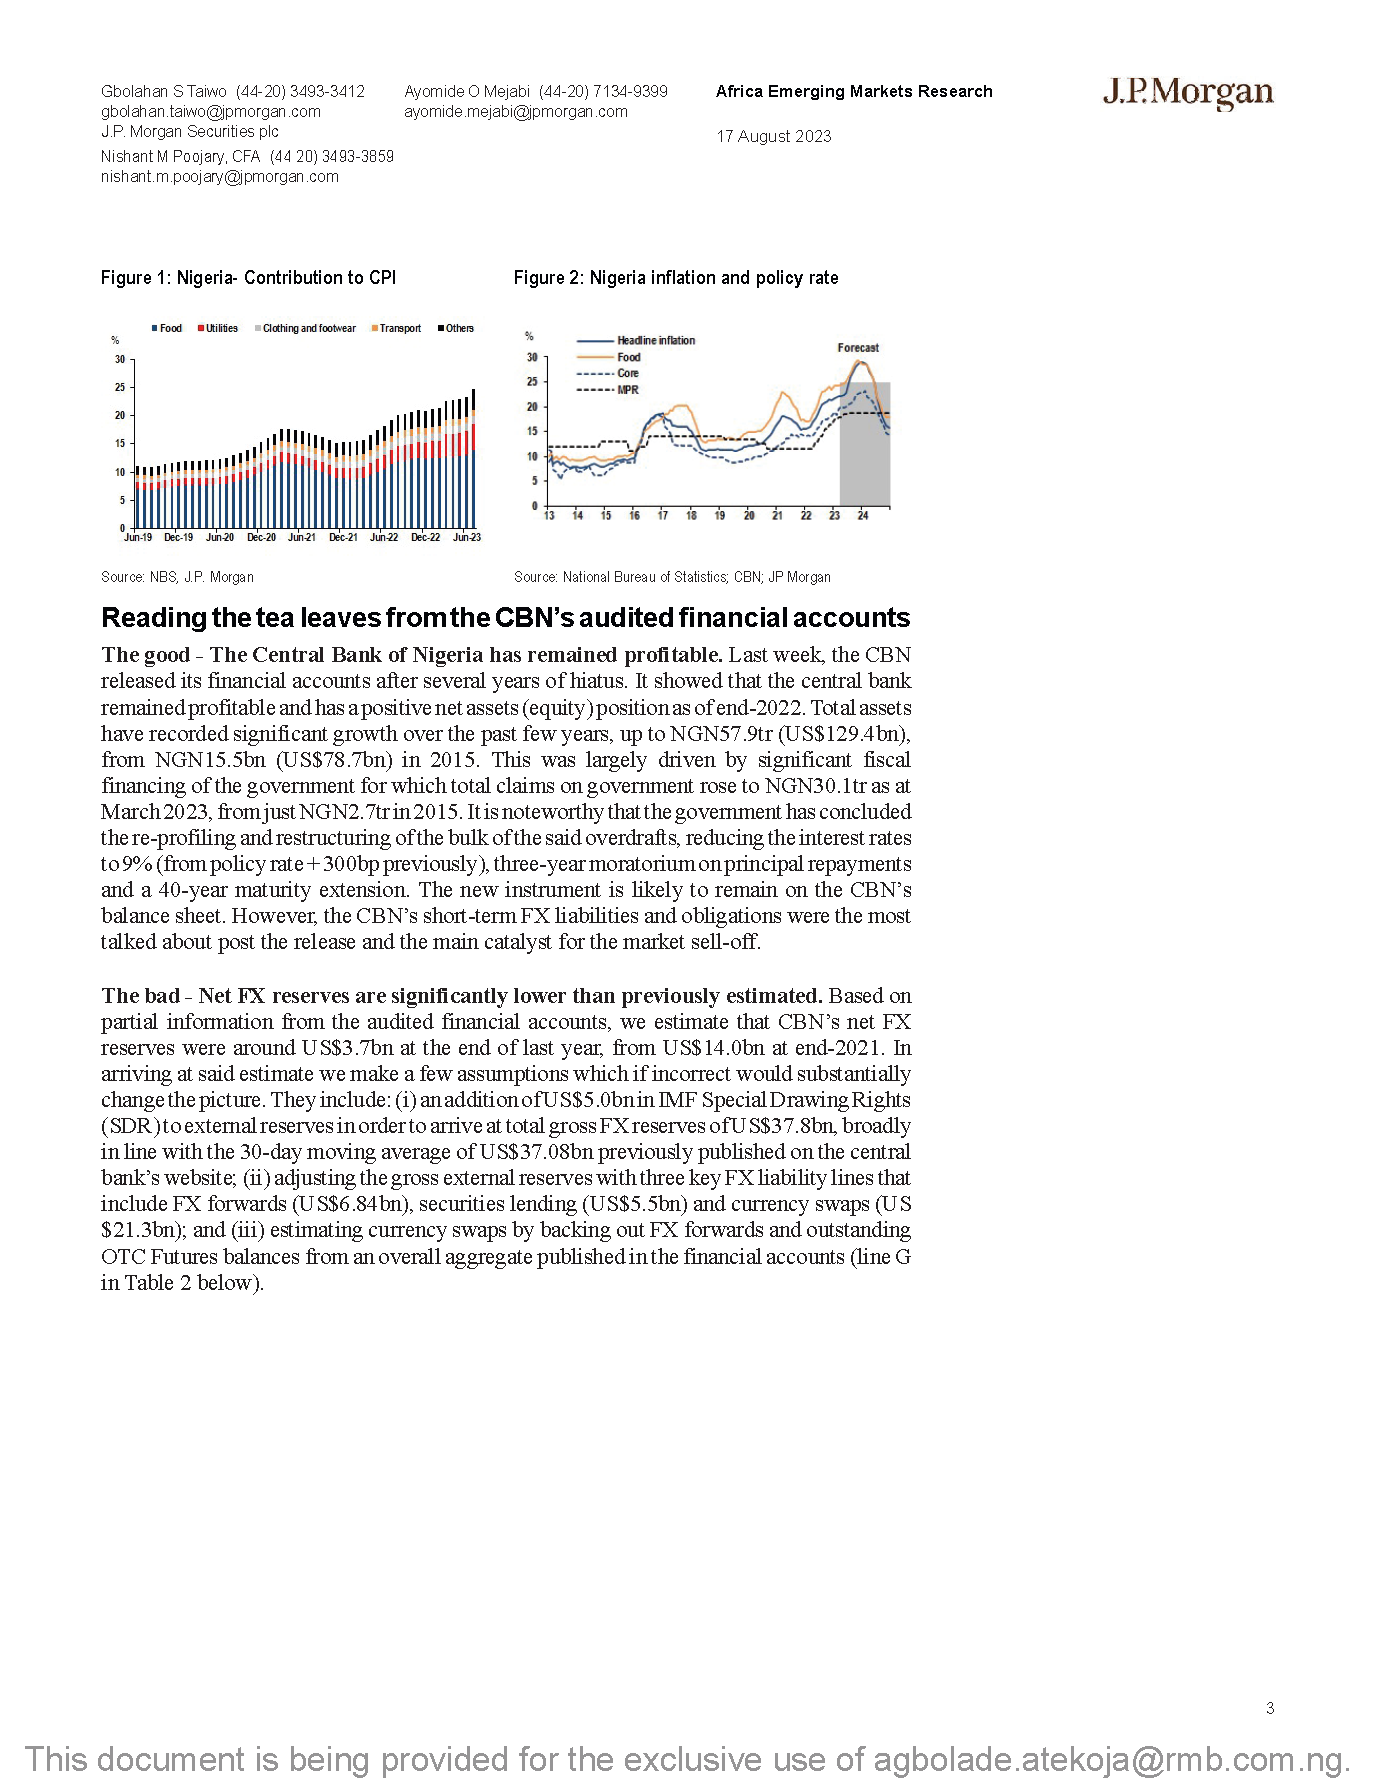 Gbolahan S Taiwo (44-20) 3493-3412
gbolahan.taiwo@jpmorgan.com
J.P. Morgan Securities plc
Nishant M Poojary, CFA (44 20) 3493-3859
nishant.m.poojary@jpmorgan.com
Ayomide O Mejabi (44-20) 7134-9399
ayomide.mejabi@jpmorgan.com
Africa Emerging Markets Research
17 August 2023
J.P.Morgan
Figure 1: Nigeria- Contribution to CPI
Food Utilities Clothing and footwear Transport Others
%
30
25
20
15
10
5
0
Jun-19 Dec-19 Jun-20 Dec-20 Jun-21 Dec-21 Jun-22 Dec-22 Jun-23
Source: NBS, J.P. Morgan
Figure 2: Nigeria inflation and policy rate
%
Headline inflation
Food
Core
MPR
Forecast
30
25
20
15
10
5
0
13 14 15 16 17 18 19 20 21 22 23 24
Source: National Bureau of Statistics; CBN; JP Morgan
Reading the tea leaves from the CBN’s audited financial accounts
The good - The Central Bank of Nigeria has remained profitable. Last week, the CBN
released its financial accounts after several years of hiatus. It showed that the central bank
remained profitable and has a positive net assets (equity) position as of end-2022. Total assets
have recorded significant growth over the past few years, up to NGN57.9tr (US$129.4bn),
from NGN15.5bn (US$78.7bn) in 2015. This was largely driven by significant fiscal
financing of the government for which total claims on government rose to NGN30.1tr as at
March 2023, from just NGN2.7tr in 2015. It is noteworthy that the government has concluded
the re-profiling and restructuring of the bulk of the said overdrafts, reducing the interest rates
to 9% (from policy rate + 300bp previously), three-year moratorium on principal repayments
and a 40-year maturity extension. The new instrument is likely to remain on the CBN’s
balance sheet. However, the CBN’s short-term FX liabilities and obligations were the most
talked about post the release and the main catalyst for the market sell-off.
The bad - Net FX reserves are significantly lower than previously estimated. Based on
partial information from the audited financial accounts, we estimate that CBN’s net FX
reserves were around US$3.7bn at the end of last year, from US$14.0bn at end-2021. In
arriving at said estimate we make a few assumptions which if incorrect would substantially
change the picture. They include: (i) an addition of US$5.0bn in IMF Special Drawing Rights
(SDR) to external reserves in order to arrive at total gross FX reserves of US$37.8bn, broadly
in line with the 30-day moving average of US$37.08bn previously published on the central
bank’s website; (ii) adjusting the gross external reserves with three key FX liability lines that
include FX forwards (US$6.84bn), securities lending (US$5.5bn) and currency swaps (US
$21.3bn); and (iii) estimating currency swaps by backing out FX forwards and outstanding
OTC Futures balances from an overall aggregate published in the financial accounts (line G
in Table 2 below).
3
This document is being provided for the exclusive use of agbolade.atekoja@rmb.com.ng.